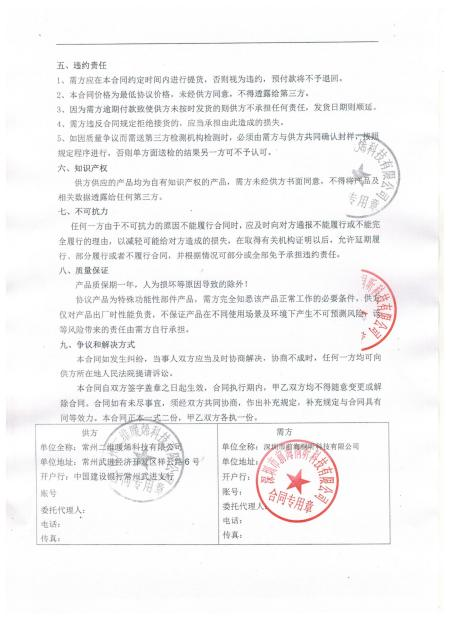 五、违约责任
1、需方应在本合同约定时间内进行提货，否则视为违约，预付款将不予退回。
2、本合同价格为最低协议价格，未经供方同意，不得透露给第三方。
3、因为需方逾期付款致使供方未按时发货的则供方不承担任何责任，发货日期则顺延。
4、需方违反合同规定拒绝接货的，应当承担由此造成的损失。
5、如因质量争议而需送第三方检测机构检测时，必须由需方与供方共同确认封样，按照
规定程序进行，否则单方面送检的结果另一方可不予认可。
六、知识产权
供方供应的产品均为自有知识产权的产品，需方未经供方书面同意，不得将产品及
相关数据透露给任何第三方。
七、不可抗力
任何一方由于不可抗力的原因不能履行合同时，应及时向对方通报不能履行或不能完
全履行的理由，以减轻可能给对方造成的损失，在取得有关机构证明以后，允许延期履
行、部分履行或者不履行合同，并根据情况可部分或全部免予承担违约责任。
八、质量保证
产品质保期一年，人为损坏等原因导致的除外！
协议产品为特殊功能性部件产品，需方完全知悉该产品正常工作的必要条件，供方
仅对产品出厂时性能负责，不保证产品在不同使用场景及环境下产生不可预测风险，该
等风险带来的责任由需方自行承担。
九、争议和解决方式
本合同如发生纠纷，当事人双方应当及时协商解决，协商不成时，任何一方均可向
供方所在地人民法院提请诉讼。
本合同自双方签字盖章之日起生效，合同执行期内，甲乙双方均不得随意变更或解
除合同。合同如有未尽事宜，须经双方共同协商，作出补充规定，补充规定与合同具有
同等效力。本合同正本一式二份，甲乙双方各执一份。
供方
需方
单位全称：常州二维暖烯科技有限公司
单位全称：深圳市前海
科技有限公司
单位地址：常州武进经济开发区祥云路6号
单位地址：
开户行：中国建设银行常州武进支行
开户行：
账号
账号：
委托代理人：
委托代理人：
电话：
电话：
传真：
传真：
合同专用章